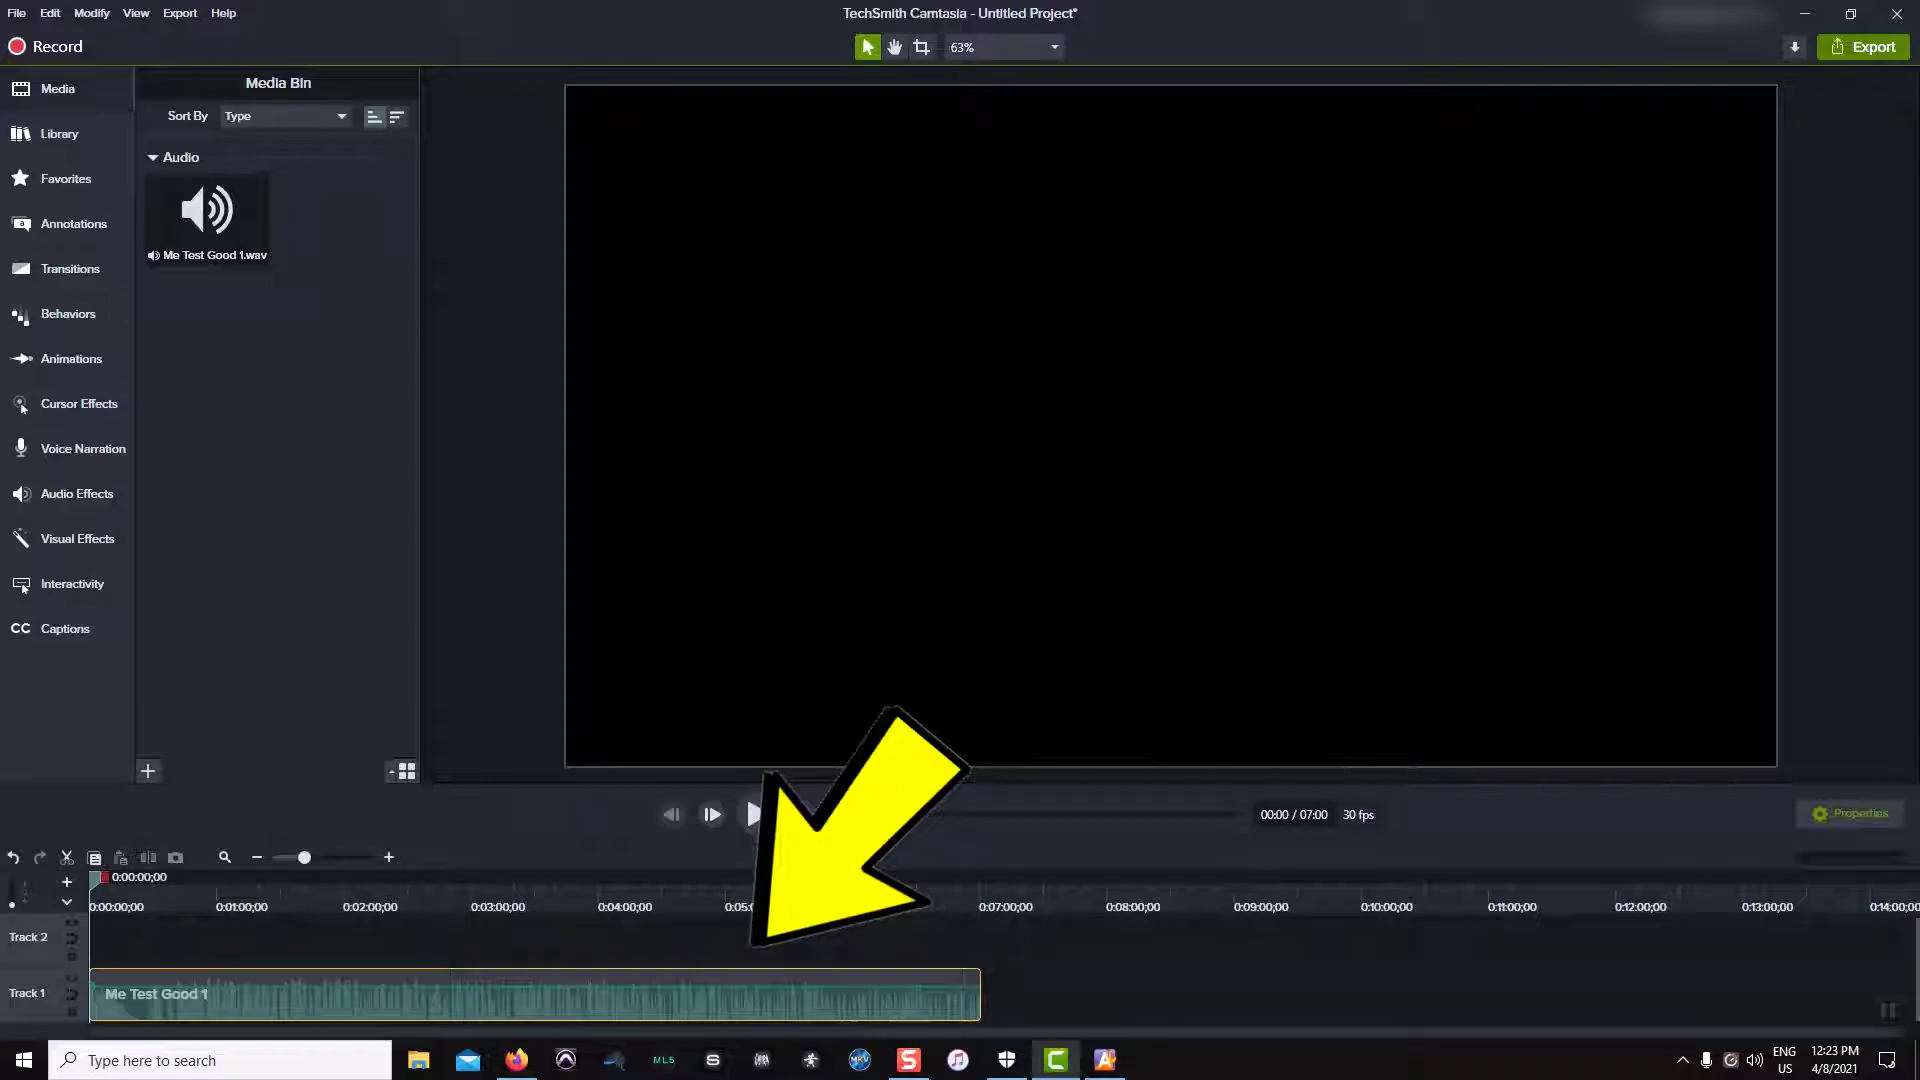 File Edit Modify View Export Help
TechSmith Camtasia - Untitled Project*
Record
63%
Export
Media
Library
Favorites
Annotations
Transitions
Behaviors
Animations
Cursor Effects
Voice Narration
Audio Effects
Visual Effects
Interactivity
CC Captions
Media Bin
Sort By Type
Audio
Me Test Good 1.wav
00:00 / 07:00 30 fps
Properties
0:00:00;00
0:00:00;00 0:01:00;00 0:02:00;00 0:03:00;00 0:04:00;00 0:05 0:07:00;00 0:08:00;00 0:09:00;00 0:10:00;00 0:11:00;00 0:12:00;00 0:13:00;00 0:14:00;00
Track 2
Track 1
Me Test Good 1
Type here to search
ML5
S
MKV
S
C
ENG
US
12:23 PM
4/8/2021